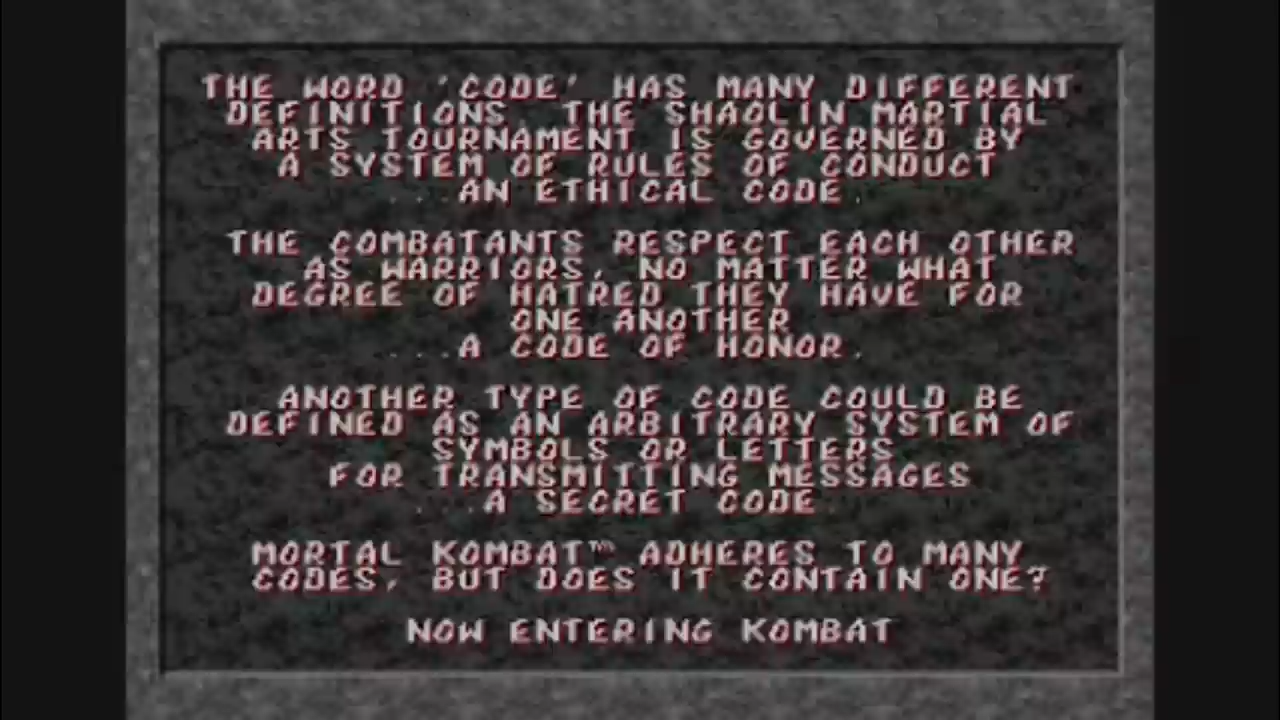 THE WORD 'CODE' HAS MANY DIFFERENT
DEFINITIONS. THE SHAOLIN MARTIAL
ARTS TOURNAMENT IS GOVERNED BY
A SYSTEM OF RULES OF CONDUCT
...AN ETHICAL CODE.
THE COMBATANTS RESPECT EACH OTHER
AS WARRIORS, NO MATTER WHAT
DEGREE OF HATRED THEY HAVE FOR
ONE ANOTHER
....A CODE OF HONOR.
ANOTHER TYPE OF CODE COULD BE
DEFINED AS AN ARBITRARY SYSTEM OF
SYMBOLS OR LETTERS
FOR TRANSMITTING MESSAGES
....A SECRET CODE.
MORTAL KOMBAT™ ADHERES TO MANY
CODES, BUT DOES IT CONTAIN ONE?
NOW ENTERING KOMBAT